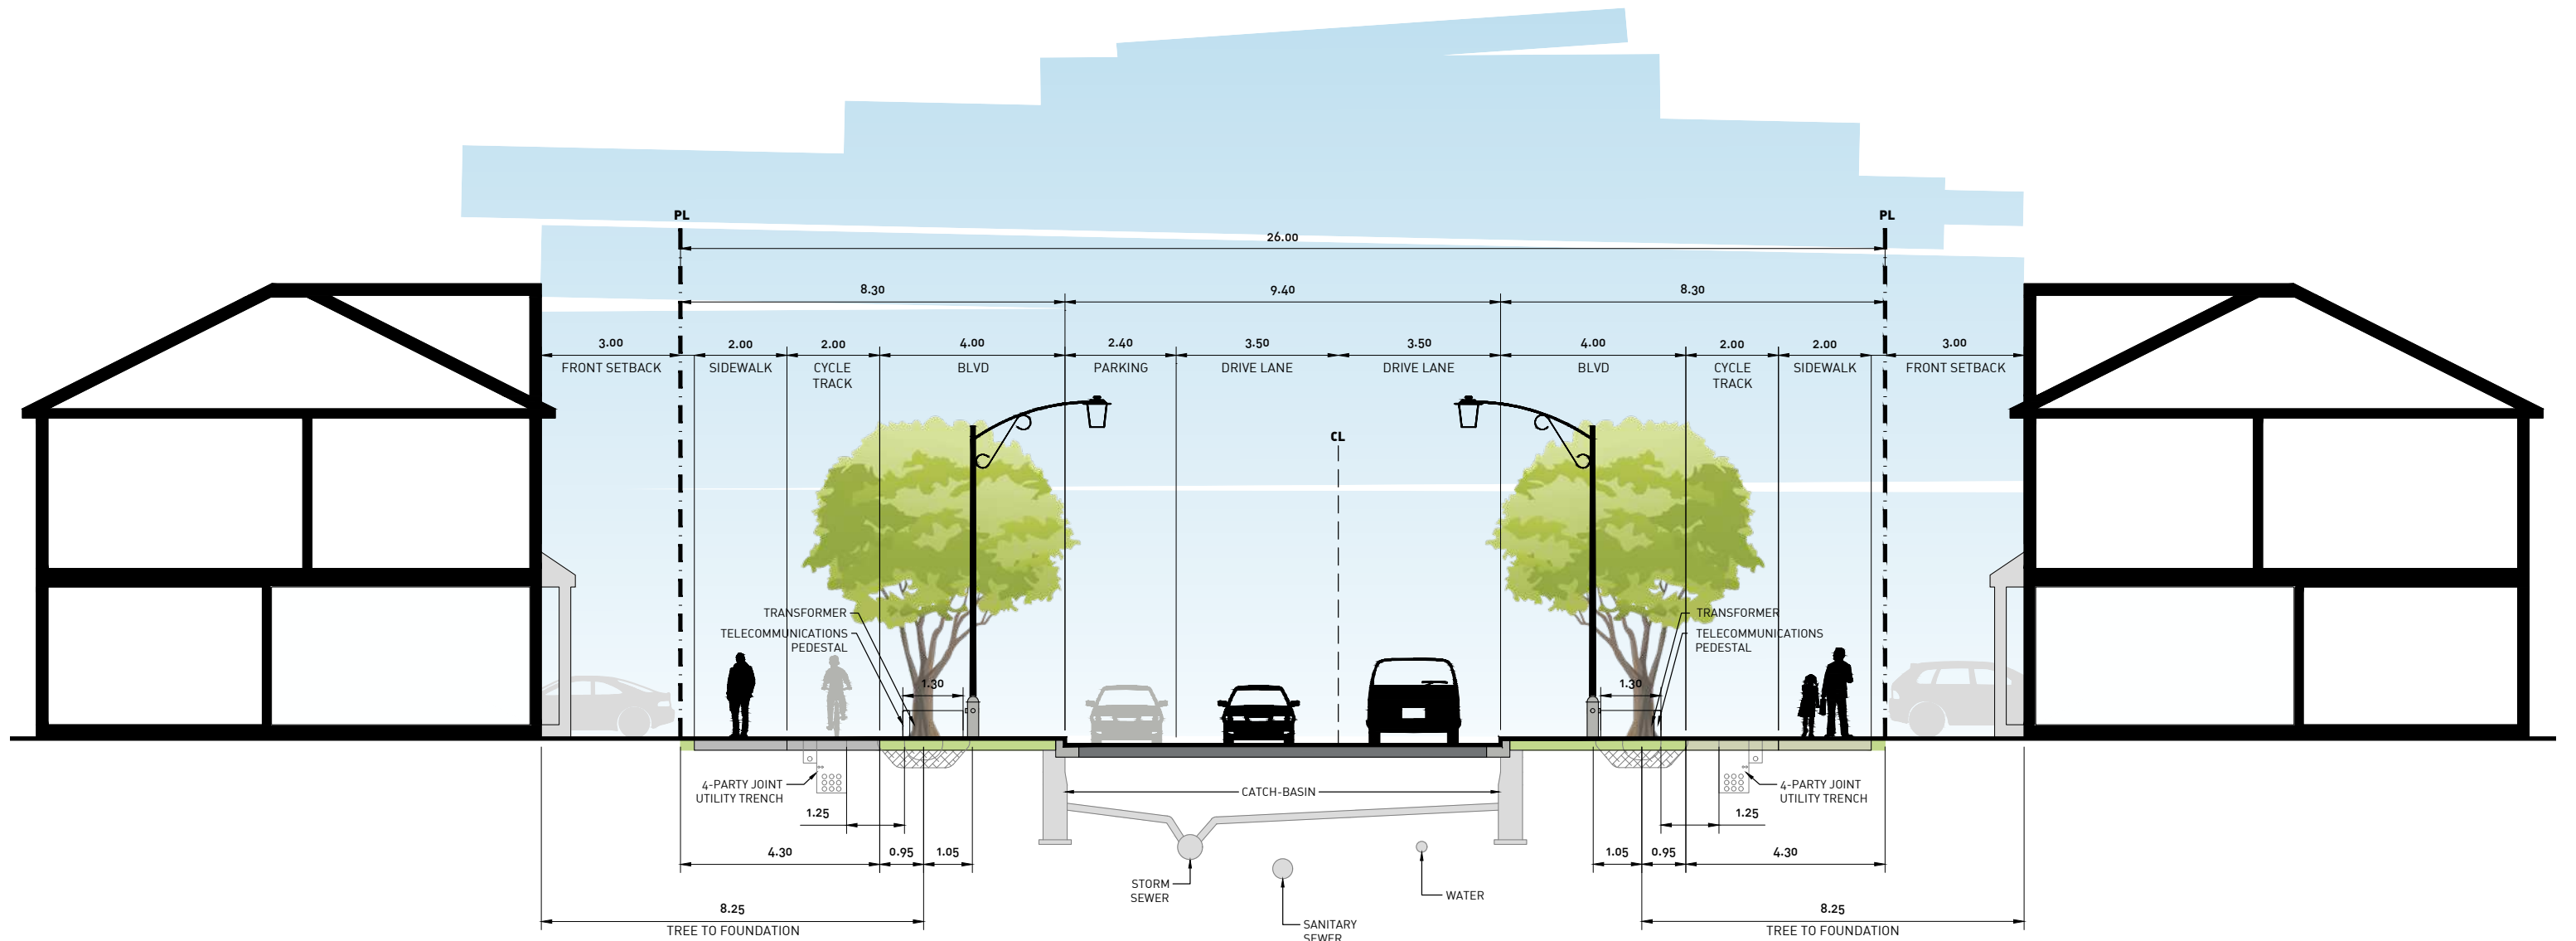 PL
PL
26.00
8.30
9.40
8.30
3.00
2.00
2.00
4.00
2.40
3.50
3.50
4.00
2.00
2.00
3.00
FRONT SETBACK
SIDEWALK
CYCLE
TRACK
BLVD
PARKING
DRIVE LANE
DRIVE LANE
BLVD
CYCLE
TRACK
SIDEWALK
FRONT SETBACK
CL
TRANSFORMER
TELECOMMUNICATIONS
PEDESTAL
TRANSFORMER
TELECOMMUNICATIONS
PEDESTAL
1.30
1.30
4-PARTY JOINT
UTILITY TRENCH
CATCH-BASIN
4-PARTY JOINT
UTILITY TRENCH
1.25
1.25
4.30
0.95
1.05
1.05
0.95
4.30
STORM
SEWER
WATER
SANITARY
SEWER
8.25
TREE TO FOUNDATION
8.25
TREE TO FOUNDATION